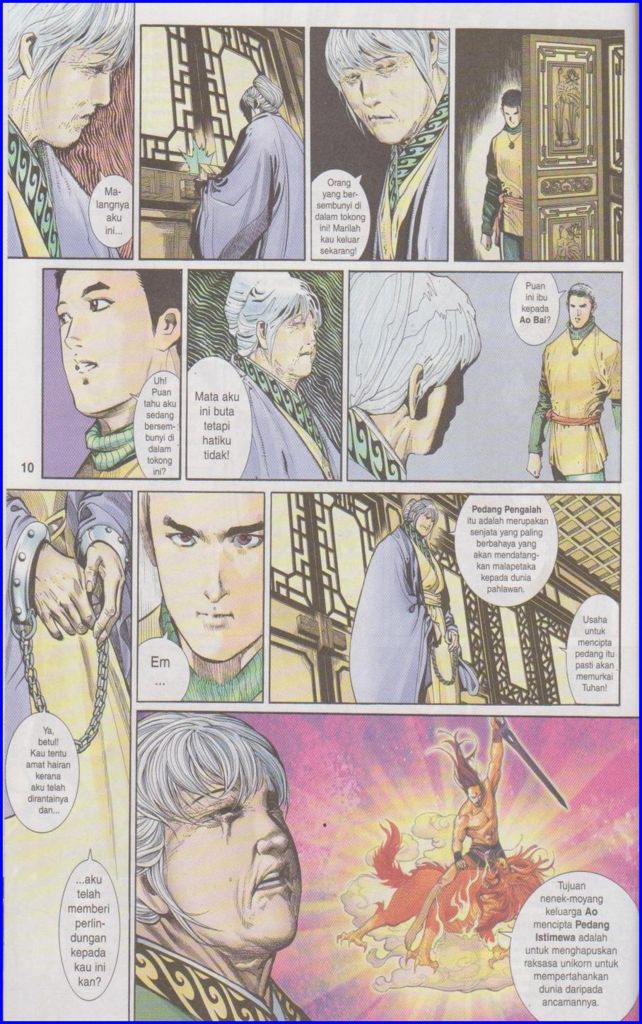 Ma-
langnya
aku
ini...
Orang
yang ber-
sembunyi di
dalam tokong
ini! Marilah
kau keluar
sekarang!
Uh!
Puan
tahu aku
sedang
bersem-
bunyi di
dalam
tokong
ini?
Mata aku
ini buta
tetapi
hatiku
tidak!
Puan
ini ibu
kepada
Ao Bai?
10
Ya,
betul!
Kau tentu
amat hairan
kerana
aku telah
dirantainya
dan...
...aku
telah
memberi
perlin-
dungan
kepada
kau ini
kan?
Em
...
Pedang Pengalah
itu adalah merupakan
senjata yang paling
berbahaya yang
akan mendatang-
kan malapetaka
kepada dunia
pahlawan.
Usaha
untuk
mencipta
pedang itu
pasti akan
memurkai
Tuhan!
Tujuan
nenek-moyang
keluarga Ao
mencipta Pedang
Istimewa adalah
untuk menghapuskan
raksasa unikorn untuk
mempertahankan
dunia daripada
ancamannya.